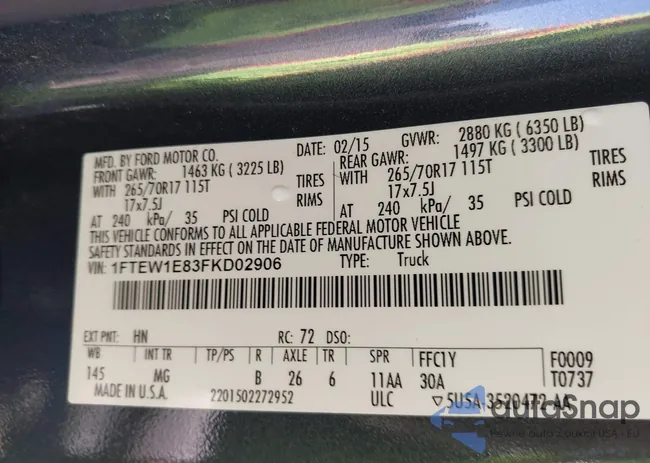 MFD. BY FORD MOTOR CO.
DATE: 02/15 GVWR: 2880 KG ( 6350 LB)
FRONT GAWR: 1463 KG ( 3225 LB) REAR GAWR: 1497 KG ( 3300 LB)
WITH 265/70R17 115T TIRES WITH 265/70R17 115T TIRES
17x7.5J RIMS 17x7.5J RIMS
AT 240 kPa/ 35 PSI COLD AT 240 kPa/ 35 PSI COLD
THIS VEHICLE CONFORMS TO ALL APPLICABLE FEDERAL MOTOR VEHICLE
SAFETY STANDARDS IN EFFECT ON THE DATE OF MANUFACTURE SHOWN ABOVE.
VIN: 1FTEW1E83FKD02906 TYPE: Truck
EXT PNT: HN RC: 72 DSO:
WB INT TR TP/PS R AXLE TR SPR FFC1Y F0009
145 MG B 26 6 11AA 30A T0737
MADE IN U.S.A. 2201502272952 ULC ▽5U5A-3520472-AA
autoSnap